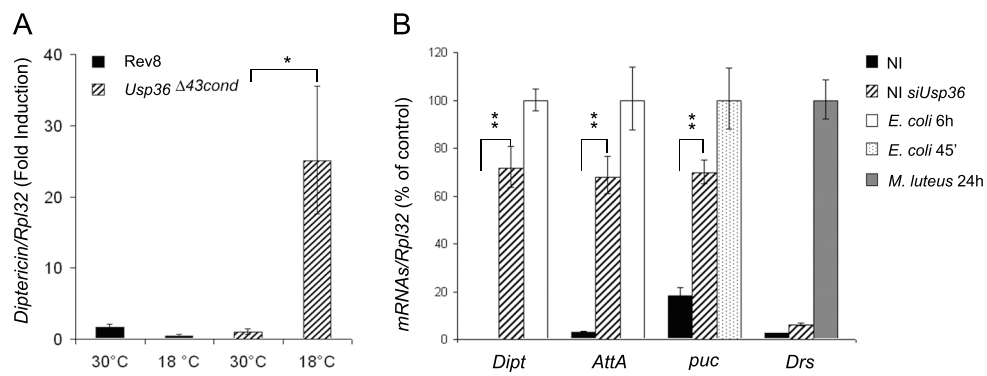 A
Diptericin/Rpl32 (Fold Induction)
40
30
20
10
0
Rev8
Usp36 Δ43cond
*
30°C 18 °C 30°C 18°C
B
mRNAs/Rpl32 (% of control)
120
100
80
60
40
20
0
** ** **
Dipt AttA puc Drs
NI
NI siUsp36
E. coli 6h
E. coli 45'
M. luteus 24h